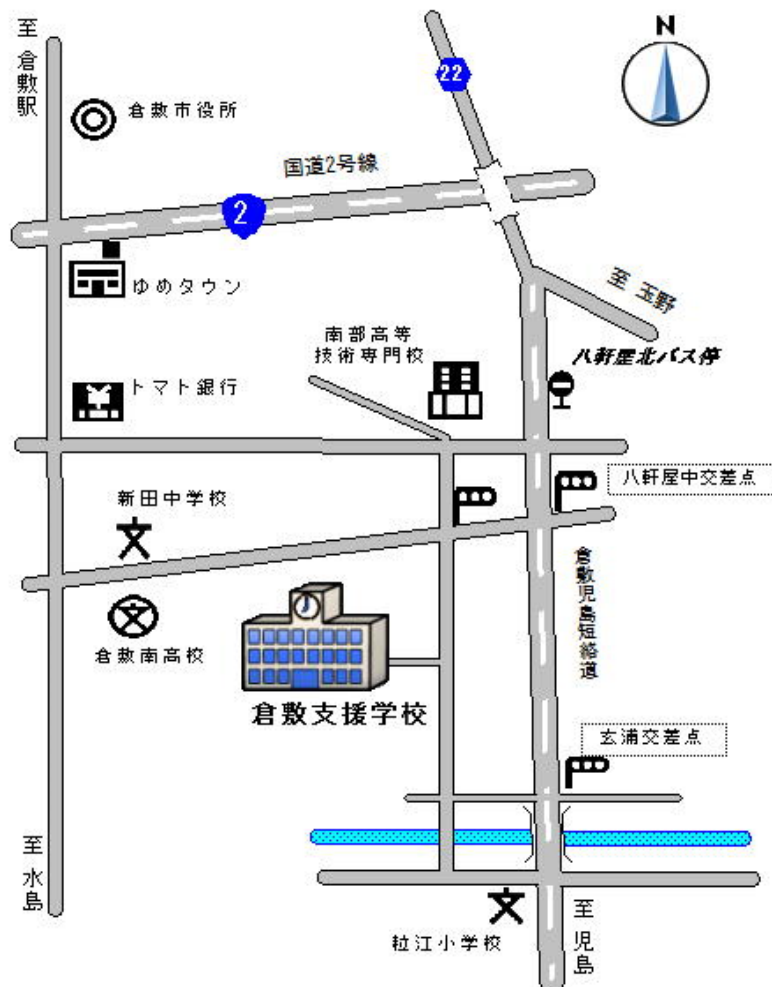 至 倉敷駅
N
22
倉敷市役所
国道2号線
2
至 玉野
ゆめタウン
南部高等
技術専門校
八軒屋北バス停
トマト銀行
八軒屋中交差点
新田中学校
倉敷児島短絡道
倉敷南高校
倉敷支援学校
玄浦交差点
至 水島
至 児島
粒江小学校